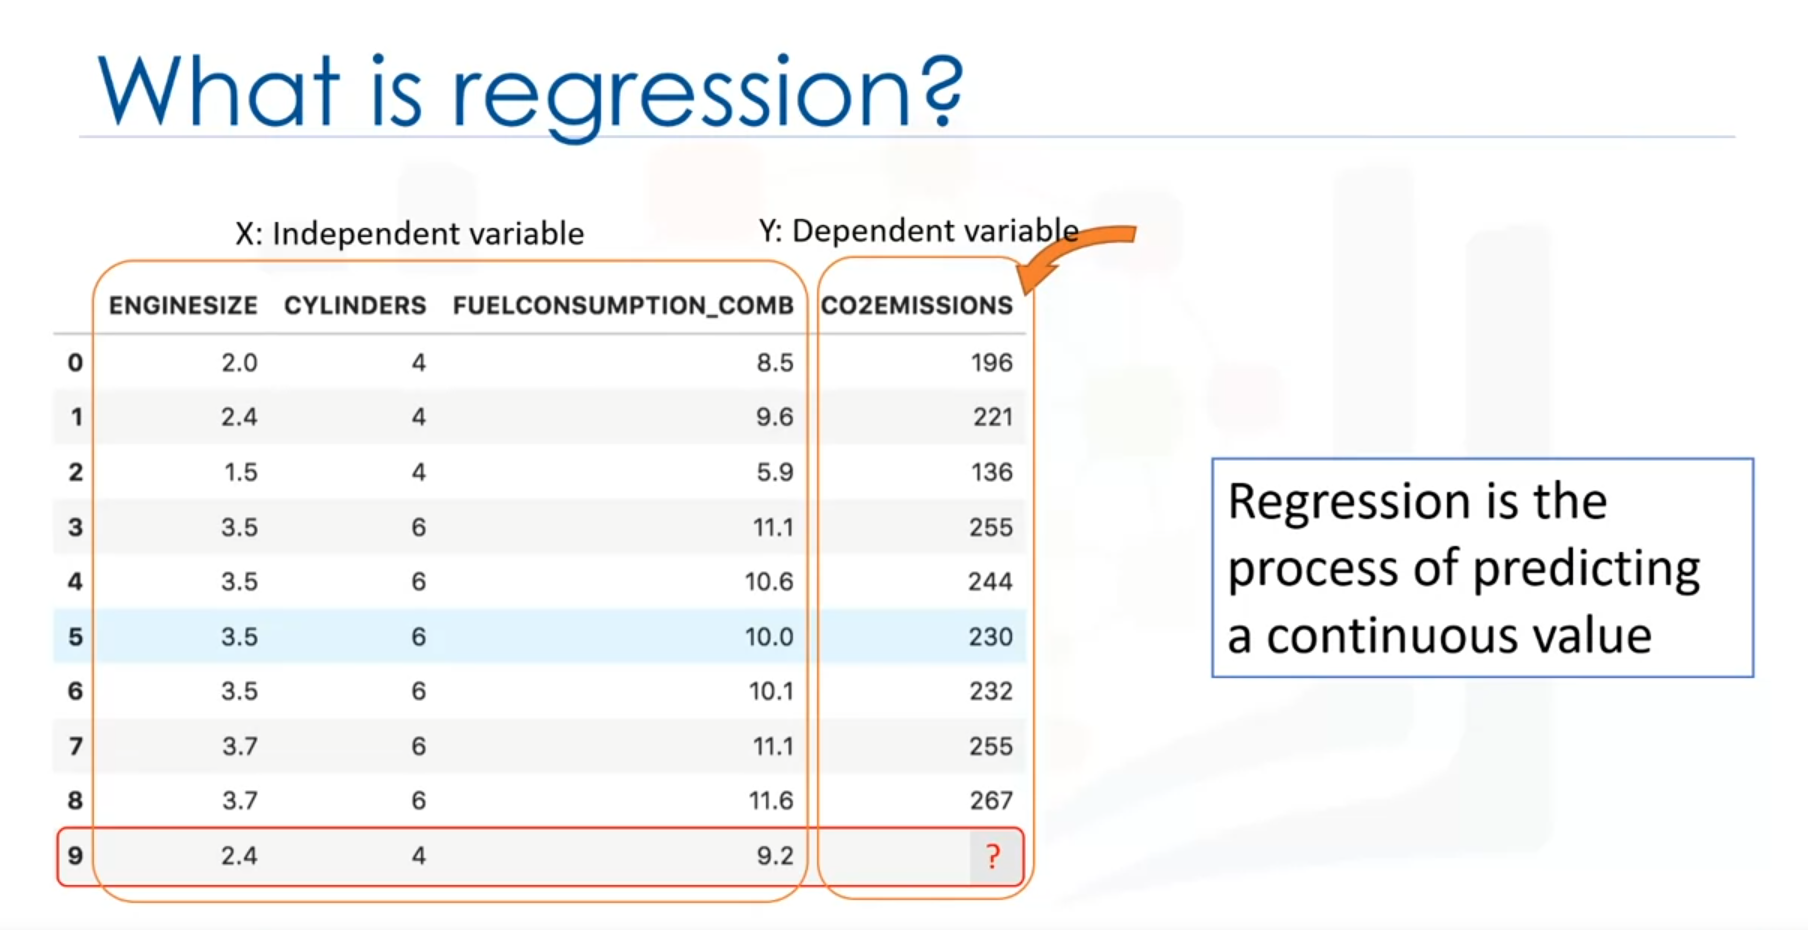 What is regression?
X: Independent variable Y: Dependent variable
ENGINESIZE CYLINDERS FUELCONSUMPTION_COMB CO2EMISSIONS
0 2.0 4 8.5 196
1 2.4 4 9.6 221
2 1.5 4 5.9 136
3 3.5 6 11.1 255
4 3.5 6 10.6 244
5 3.5 6 10.0 230
6 3.5 6 10.1 232
7 3.7 6 11.1 255
8 3.7 6 11.6 267
9 2.4 4 9.2 ?
Regression is the
process of predicting
a continuous value